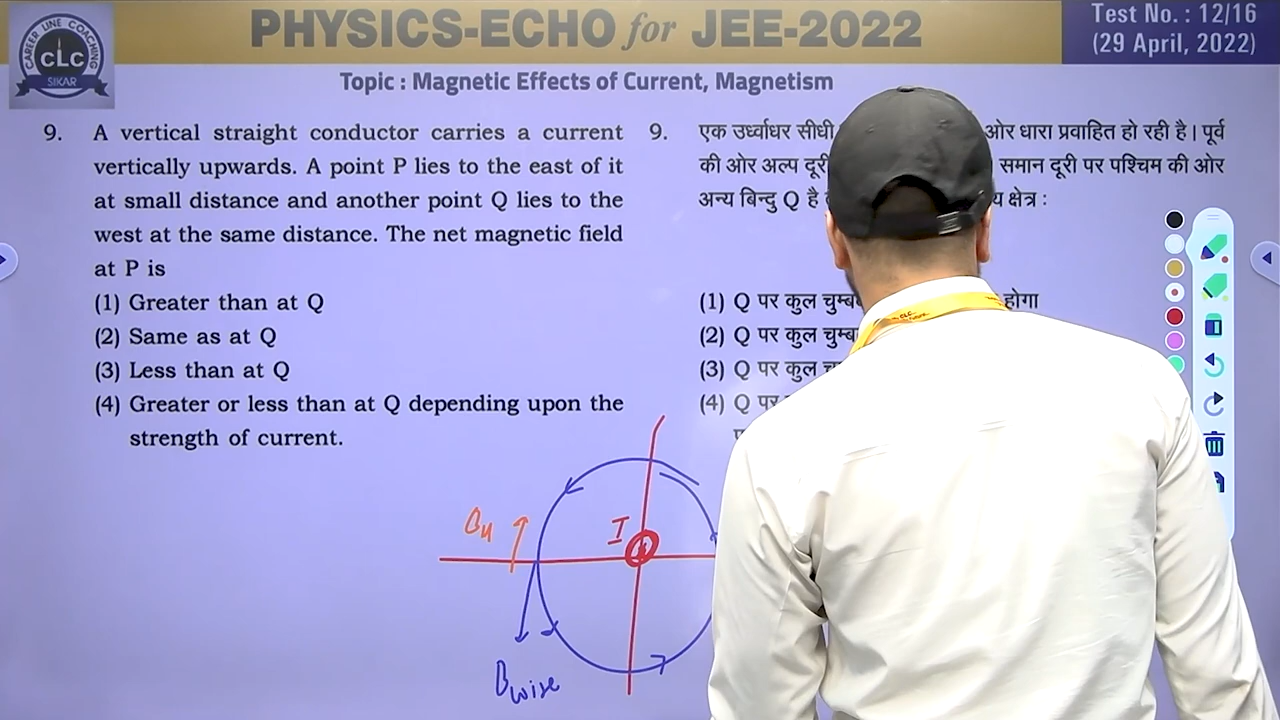 CAREER LINE COACHING
CLC
SIKAR
PHYSICS-ECHO for JEE-2022
Test No. : 12/16
(29 April, 2022)
Topic : Magnetic Effects of Current, Magnetism
9. A vertical straight conductor carries a current
vertically upwards. A point P lies to the east of it
at small distance and another point Q lies to the
west at the same distance. The net magnetic field
at P is
(1) Greater than at Q
(2) Same as at Q
(3) Less than at Q
(4) Greater or less than at Q depending upon the
strength of current.
9. एक उर्ध्वाधर सीधी ओर धारा प्रवाहित हो रही है। पूर्व
की ओर अल्प दूरी समान दूरी पर पश्चिम की ओर
अन्य बिन्दु Q है क्षेत्र :
(1) Q पर कुल होगा
(2) Q पर कुल
(3) Q पर कुल
(4) Q
I
BH
Bwire